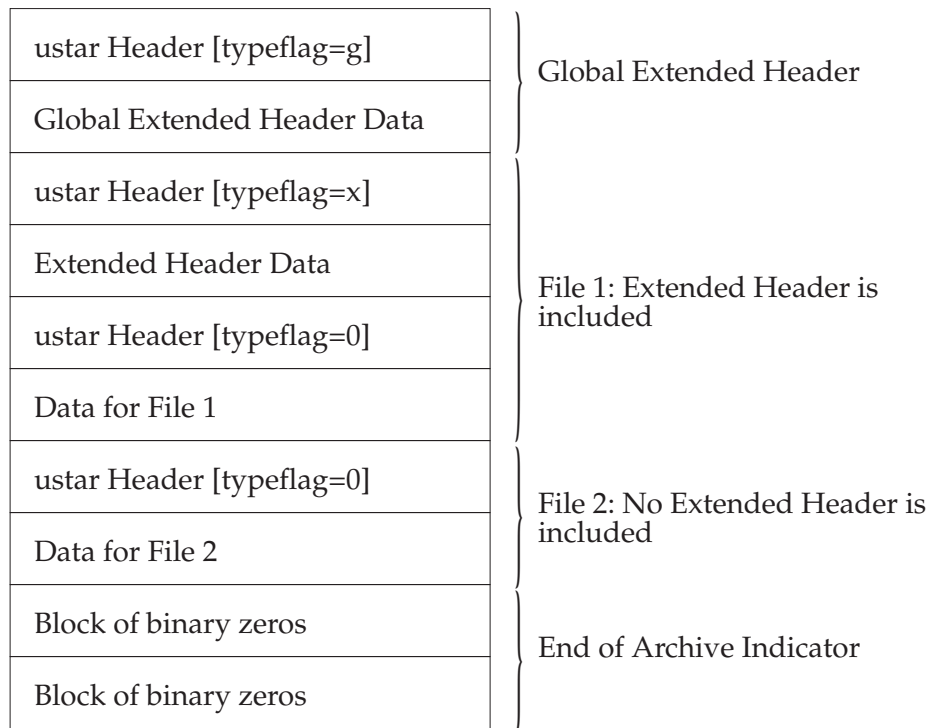 ustar Header [typeflag=g]
Global Extended Header Data
Global Extended Header
ustar Header [typeflag=x]
Extended Header Data
ustar Header [typeflag=0]
Data for File 1
File 1: Extended Header is
included
ustar Header [typeflag=0]
Data for File 2
File 2: No Extended Header is
included
Block of binary zeros
Block of binary zeros
End of Archive Indicator